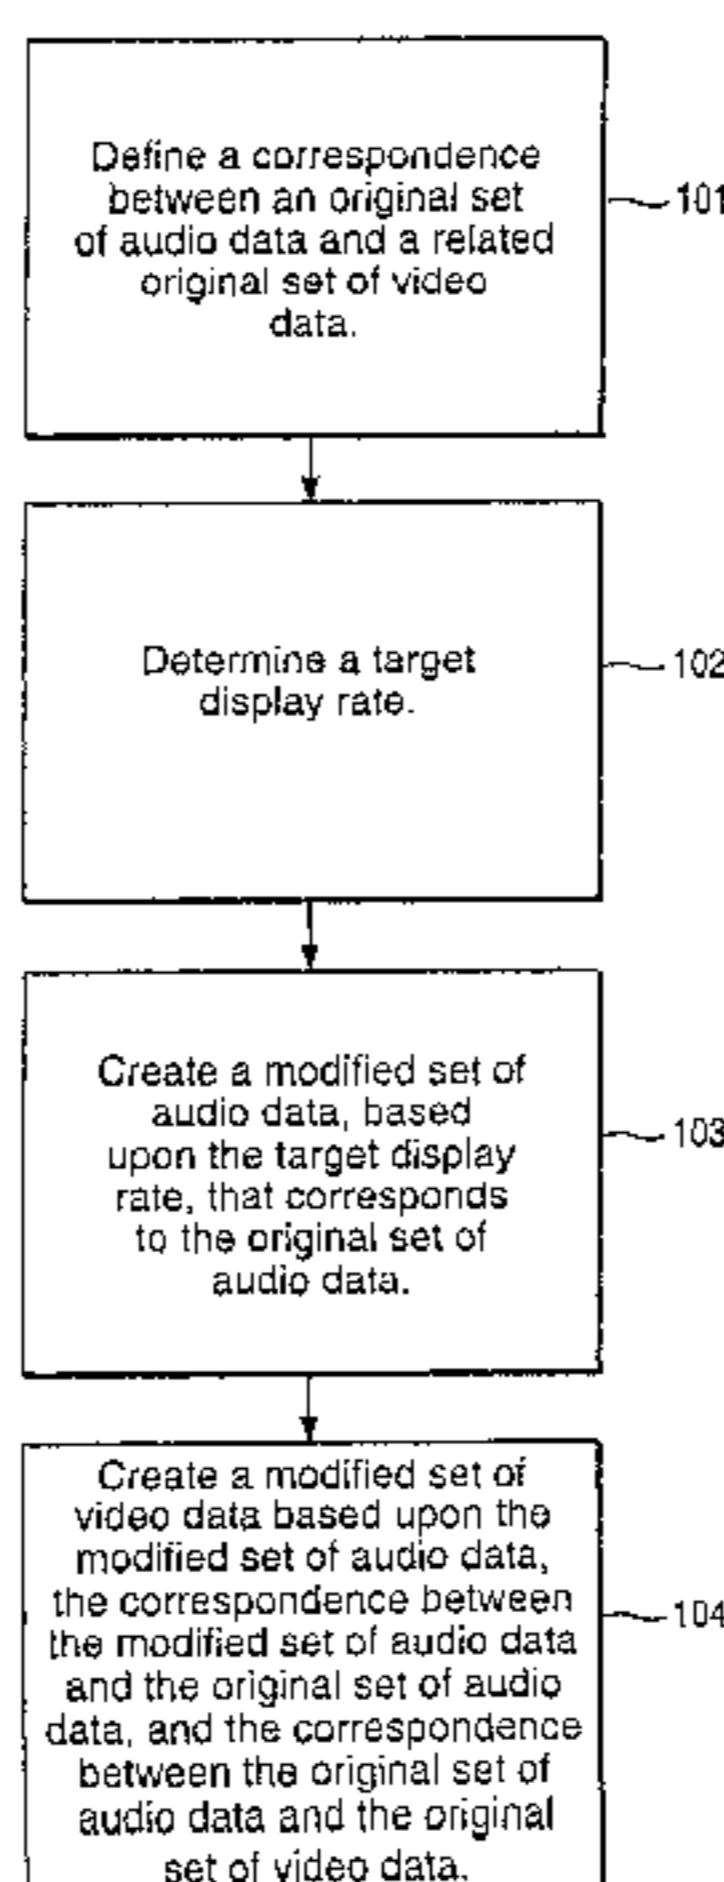 Define a correspondence
between an original set
of audio data and a related
original set of video
data.
101
Determine a target
display rate.
102
Create a modified set of
audio data, based
upon the target display
rate, that corresponds
to the original set of
audio data.
103
Create a modified set of
video data based upon the
modified set of audio data,
the correspondence between
the modified set of audio data
and the original set of audio
data, and the correspondence
between the original set of
audio data and the original
set of video data.
104